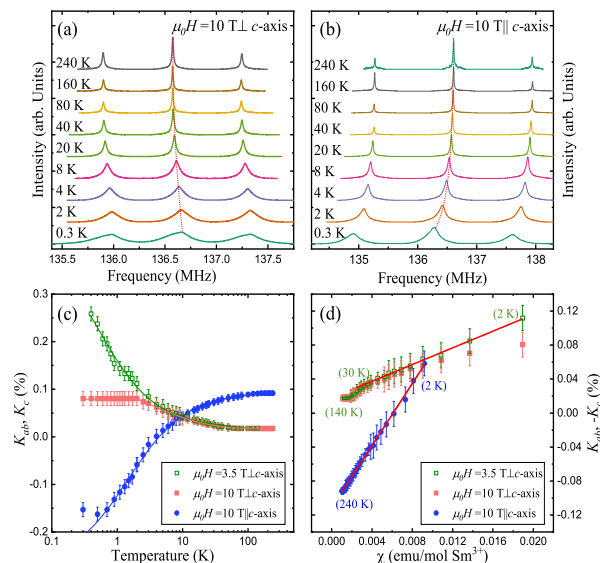 (a) μ₀H =10 T⊥ c-axis
240 K
160 K
80 K
40 K
20 K
8 K
4 K
2 K
0.3 K
Intensity (arb. Units)
135.5 136.0 136.5 137.0 137.5
Frequency (MHz)
(b) μ₀H =10 T∥ c-axis
240 K
160 K
80 K
40 K
20 K
8 K
4 K
2 K
0.3 K
Intensity (arb. Units)
135 136 137 138
Frequency (MHz)
(c)
0.3
0.2
0.1
0.0
-0.1
-0.2
K_ab, K_c (%)
μ₀H =3.5 T⊥c-axis
μ₀H =10 T⊥c-axis
μ₀H =10 T∥c-axis
0.1 1 10 100
Temperature (K)
(d)
(2 K)
(30 K)
(140 K)
(2 K)
(240 K)
0.12
0.08
0.04
0.00
-0.04
-0.08
-0.12
K_ab, -K_c (%)
μ₀H =3.5 T⊥c-axis
μ₀H =10 T⊥c-axis
μ₀H =10 T∥c-axis
0.000 0.004 0.008 0.012 0.016 0.020
χ (emu/mol Sm³⁺)